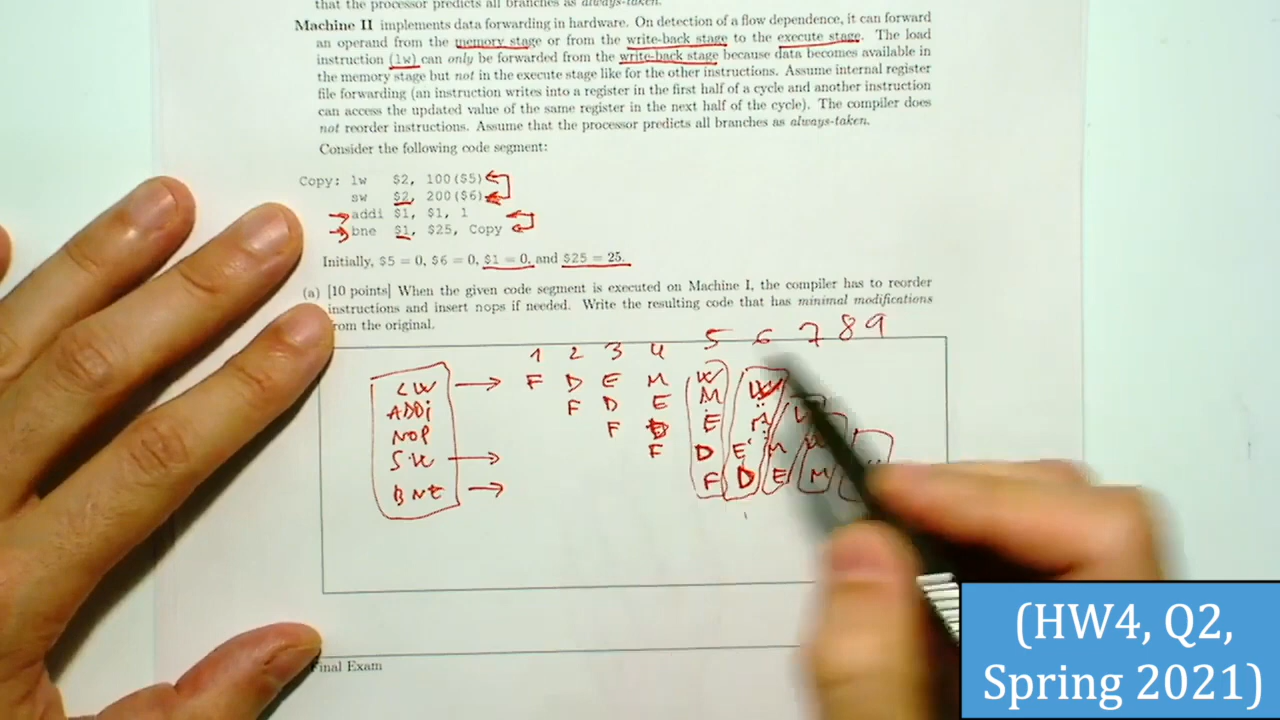 that the processor predicts all branches as always-taken.
Machine II implements data forwarding in hardware. On detection of a flow dependence, it can forward
an operand from the memory stage or from the write-back stage to the execute stage. The load
instruction (lw) can only be forwarded from the write-back stage because data becomes available in
the memory stage but not in the execute stage like for the other instructions. Assume internal register
file forwarding (an instruction writes into a register in the first half of a cycle and another instruction
can access the updated value of the same register in the next half of the cycle). The compiler does
not reorder instructions. Assume that the processor predicts all branches as always-taken.
Consider the following code segment:
Copy: lw $2, 100($5)
sw $2, 200($6)
addi $1, $1, 1
bne $1, $25, Copy
Initially, $5 = 0, $6 = 0, $1 = 0, and $25 = 25.
(a) [10 points] When the given code segment is executed on Machine I, the compiler has to reorder
instructions and insert nops if needed. Write the resulting code that has minimal modifications
from the original.
1 2 3 4 5 6 7 8 9
LW F D E M W
ADDi F D E M W
NOP F D E M
SW F D E M
BNE F D E M
Final Exam
(HW4, Q2,
Spring 2021)